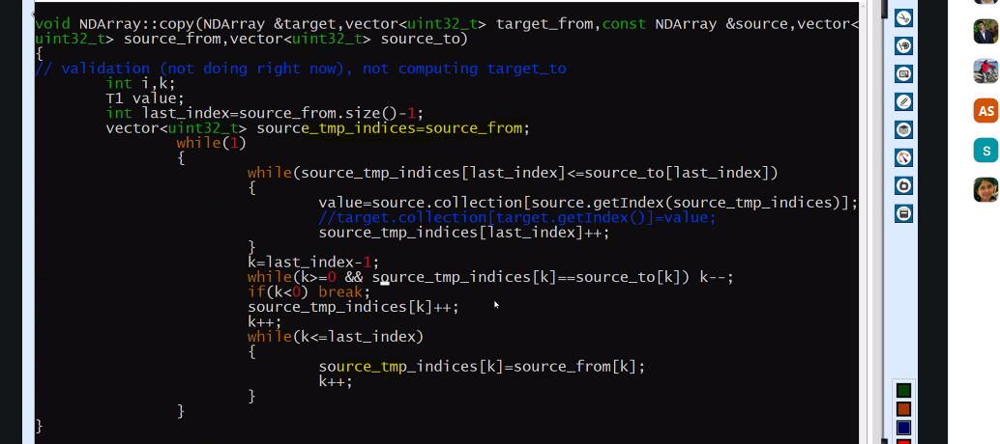 void NDArray::copy(NDArray &target,vector<uint32_t> target_from,const NDArray &source,vector<
uint32_t> source_from,vector<uint32_t> source_to)
{
// validation (not doing right now), not computing target_to
int i,k;
T1 value;
int last_index=source_from.size()-1;
vector<uint32_t> source_tmp_indices=source_from;
while(1)
{
while(source_tmp_indices[last_index]<=source_to[last_index])
{
value=source.collection[source.getIndex(source_tmp_indices)];
//target.collection[target.getIndex()]=value;
source_tmp_indices[last_index]++;
}
k=last_index-1;
while(k>=0 && source_tmp_indices[k]==source_to[k]) k--;
if(k<0) break;
source_tmp_indices[k]++;
k++;
while(k<=last_index)
{
source_tmp_indices[k]=source_from[k];
k++;
}
}
}
AS
S